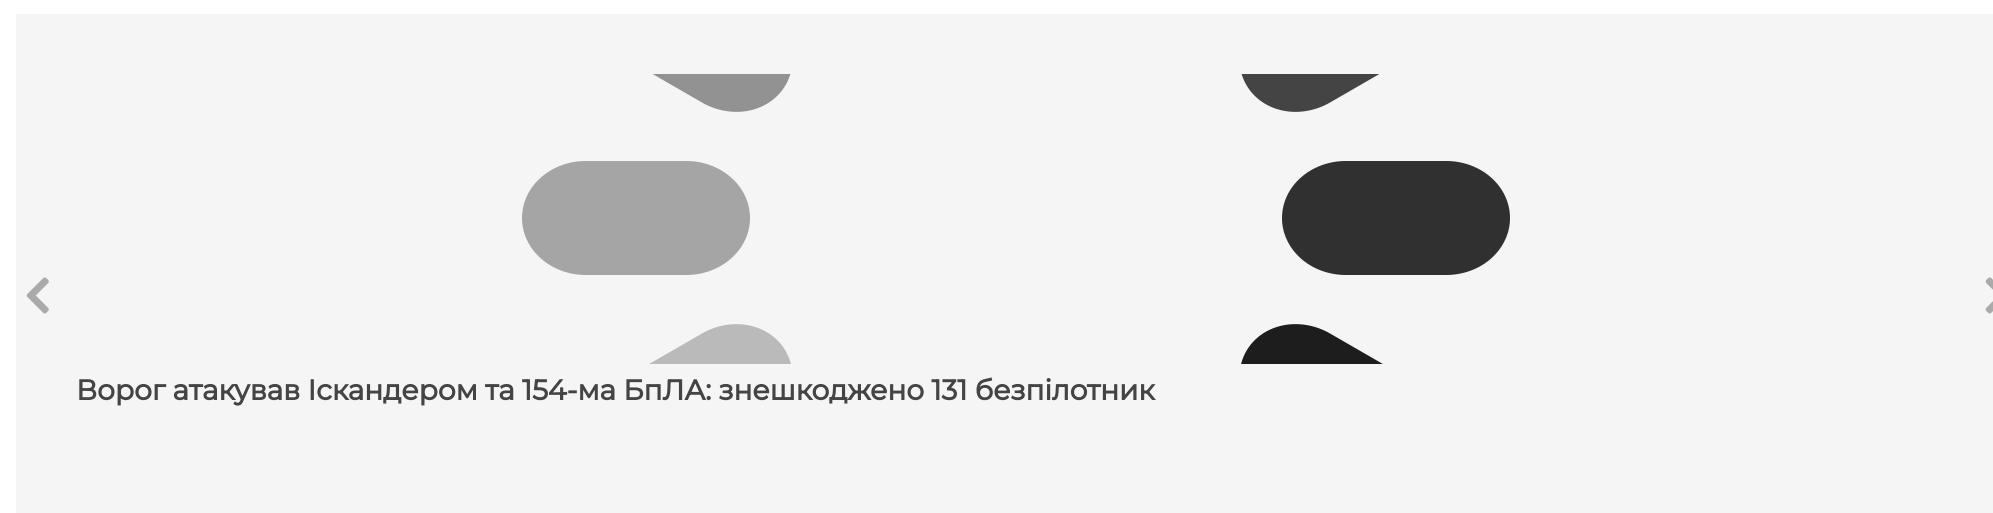 Ворог атакував Іскандером та 154-ма БпЛА: знешкоджено 131 безпілотник